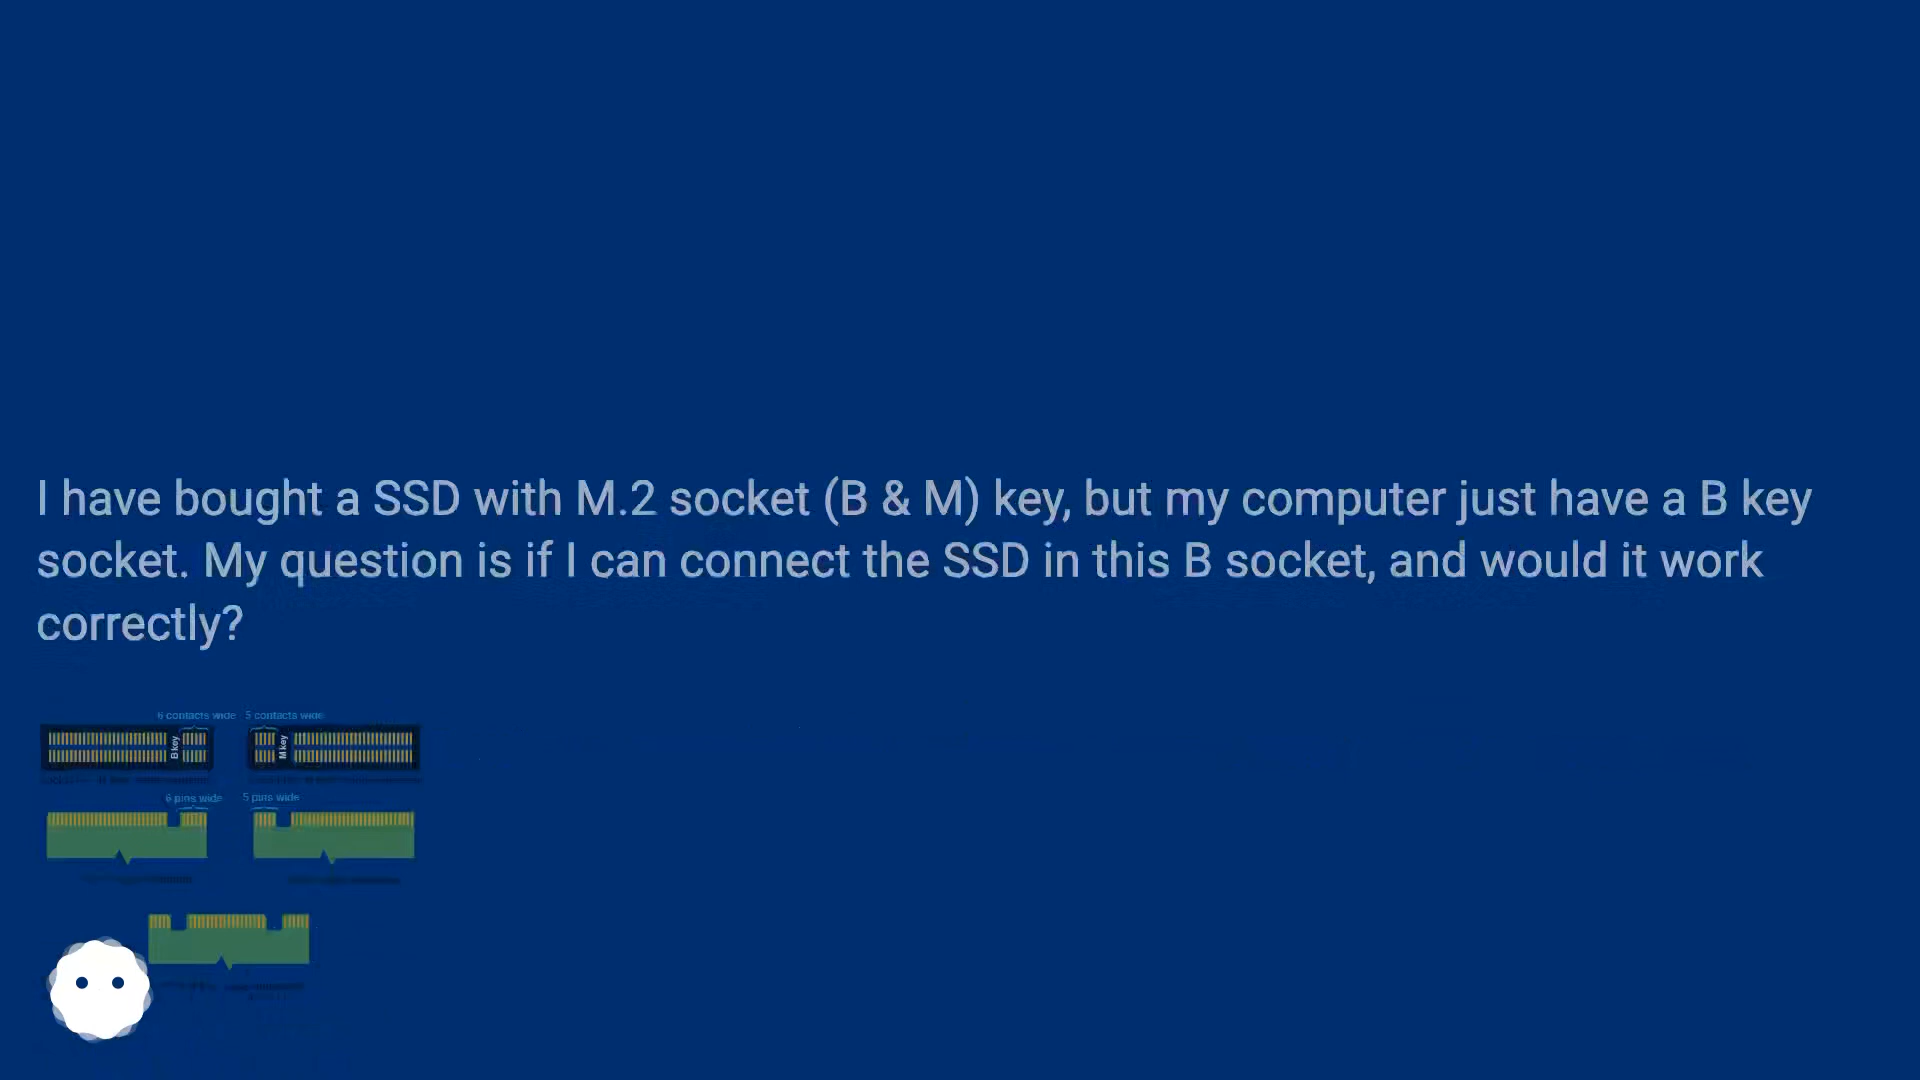 I have bought a SSD with M.2 socket (B & M) key, but my computer just have a B key
socket. My question is if I can connect the SSD in this B socket, and would it work
correctly?
6 contacts wide 5 contacts wide
B key M key
6 pins wide 5 pins wide